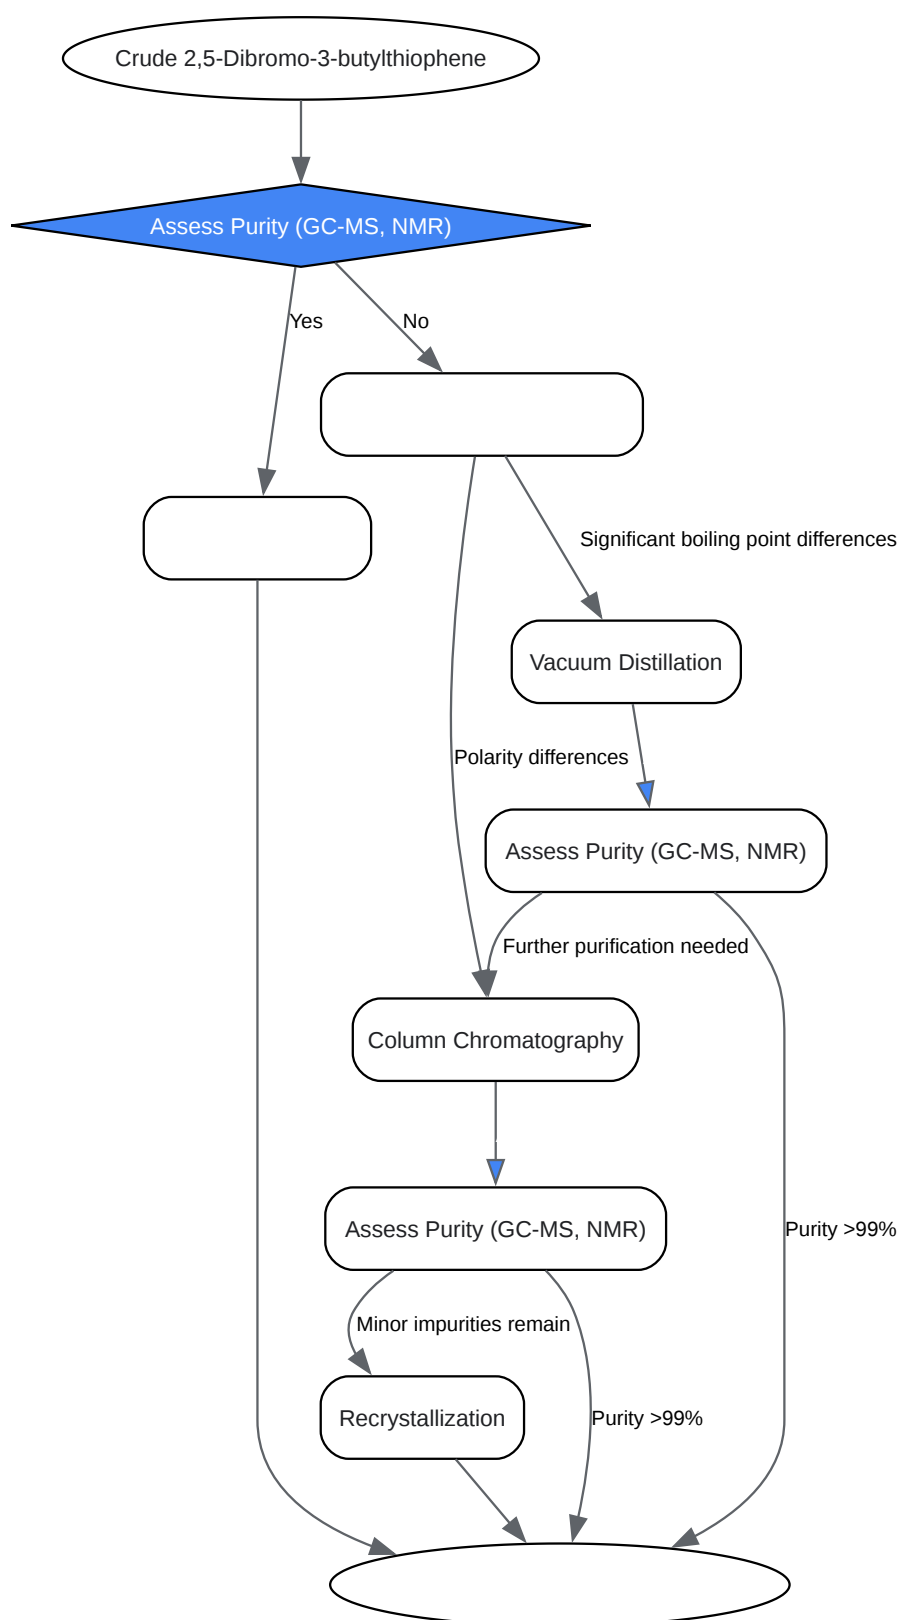 Crude 2,5-Dibromo-3-butylthiophene
Assess Purity (GC-MS, NMR)
Yes
No
Significant boiling point differences
Vacuum Distillation
Polarity differences
Assess Purity (GC-MS, NMR)
Further purification needed
Column Chromatography
Assess Purity (GC-MS, NMR)
Purity >99%
Minor impurities remain
Recrystallization
Purity >99%